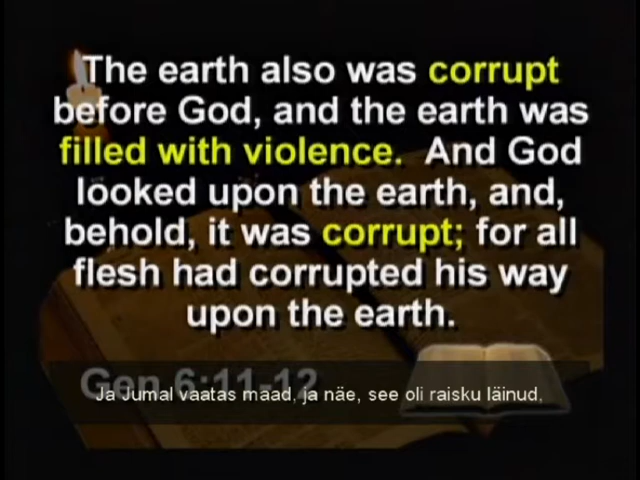 The earth also was corrupt
before God, and the earth was
filled with violence. And God
looked upon the earth, and,
behold, it was corrupt; for all
flesh had corrupted his way
upon the earth.
Gen 6:11-12
Ja Jumal vaatas maad, ja näe, see oli raisku läinud,